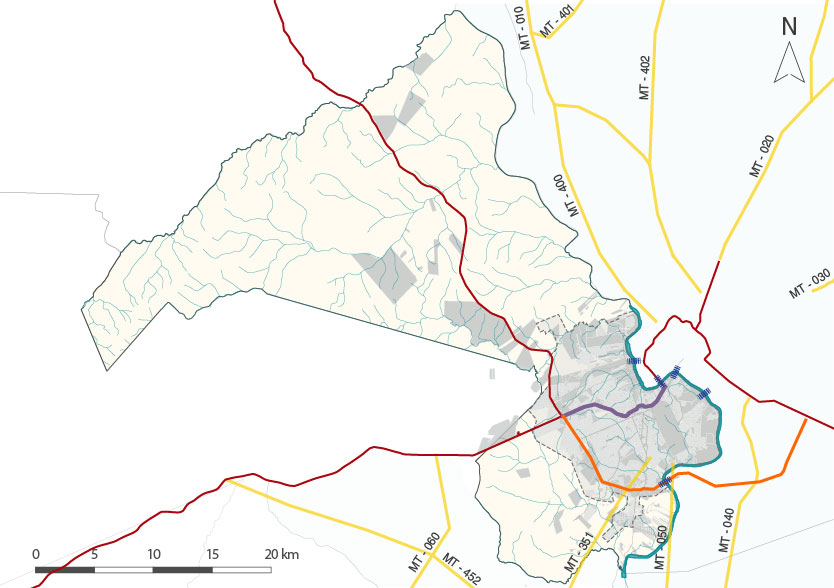 MT - 010
MT - 401
N
MT - 402
MT - 020
MT - 400
MT - 030
MT - 060
MT - 452
MT - 351
MT - 050
MT - 040
0 5 10 15 20 km